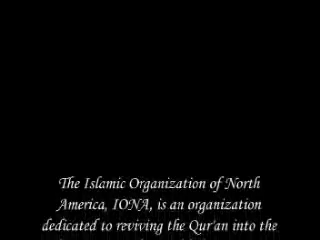 The Islamic Organization of North
America, IONA, is an organization
dedicated to reviving the Qur'an into the